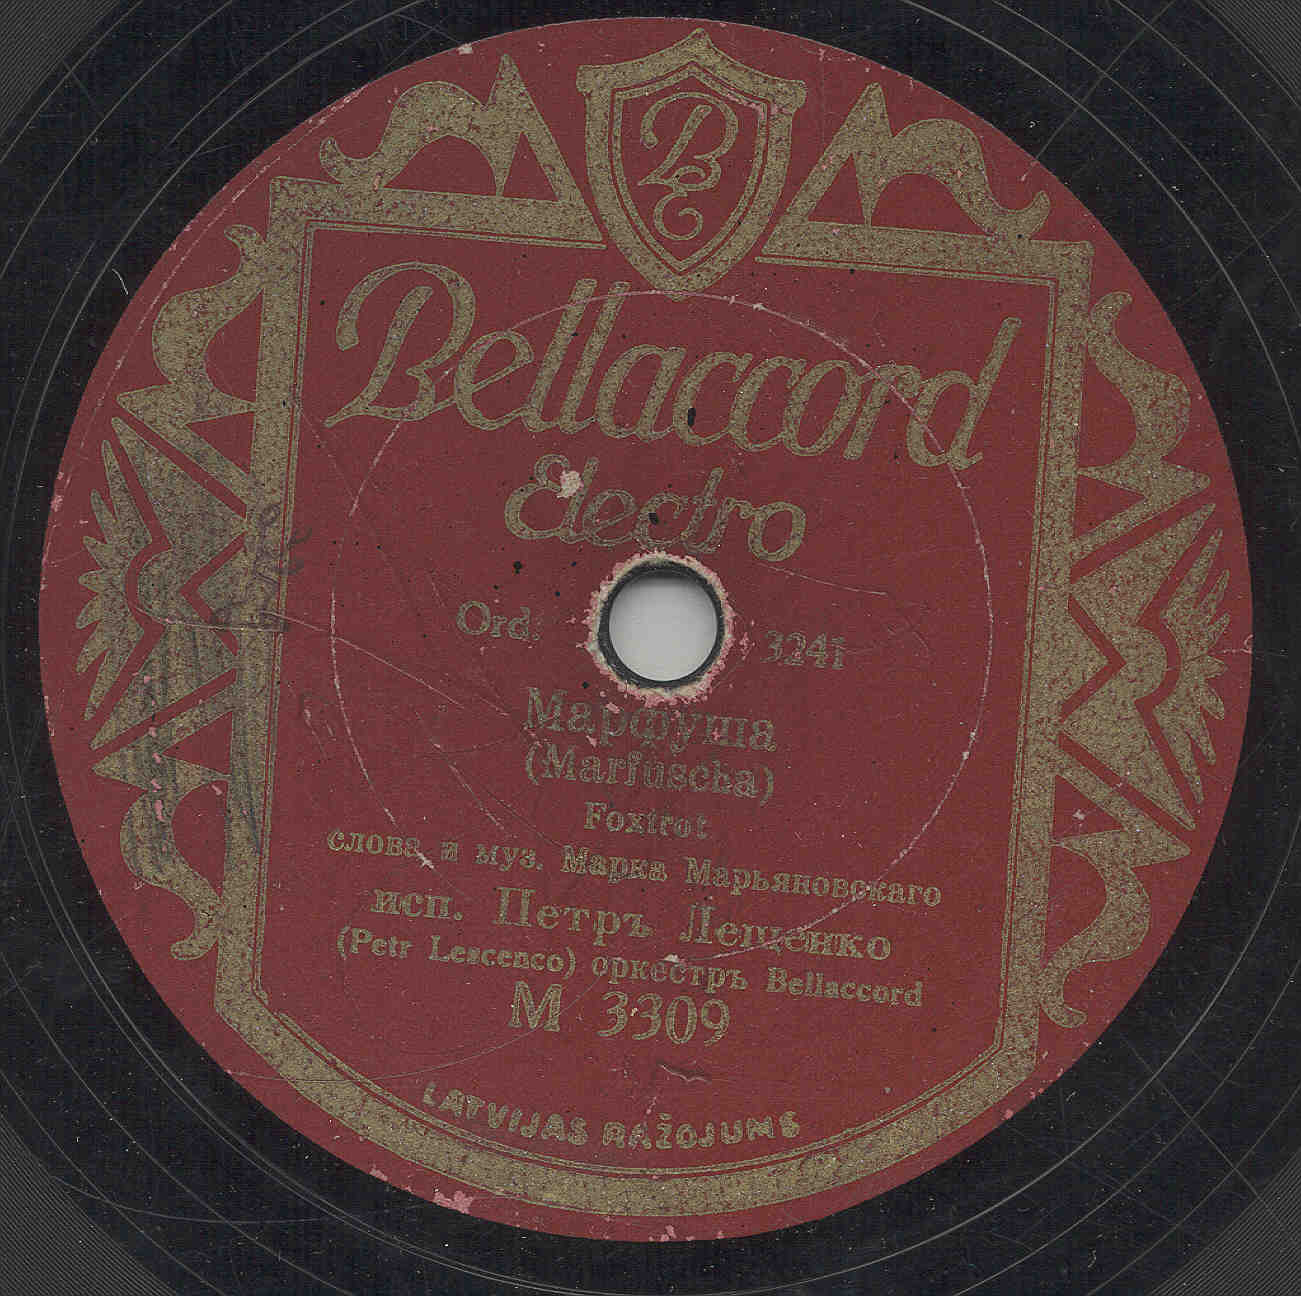 BE
Bellaccord
Electro
Ord: 3241
Марфуша
(Marfuscha)
Foxtrot
слова и муз. Марка Марьяновскаго
исп. Петръ Лещенко
(Petr Lescenco) оркестръ Bellaccord
M 3309
LATVIJAS RAŽOJUMS